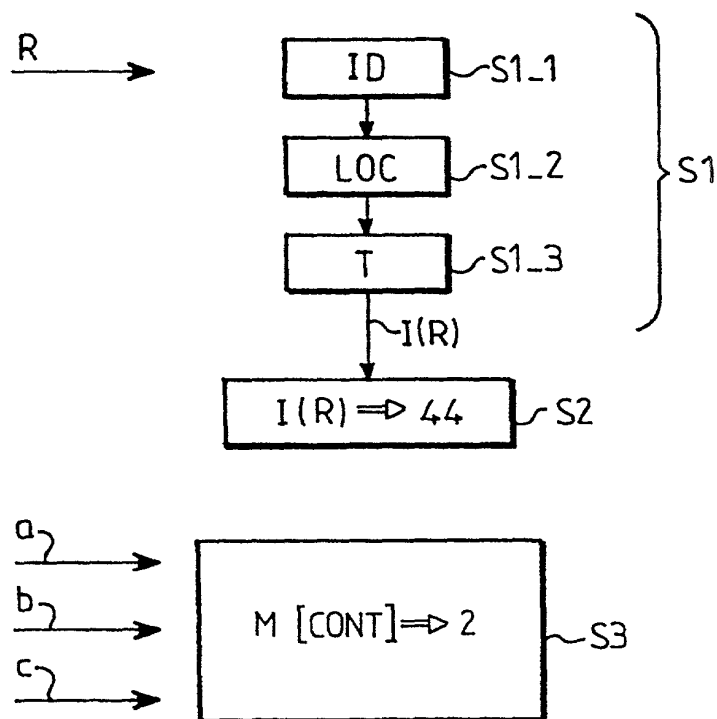 R
ID S1_1
LOC S1_2
S1
T S1_3
I(R)
I(R) ⇒ 44 S2
a
b
M [CONT] ⇒ 2 S3
c